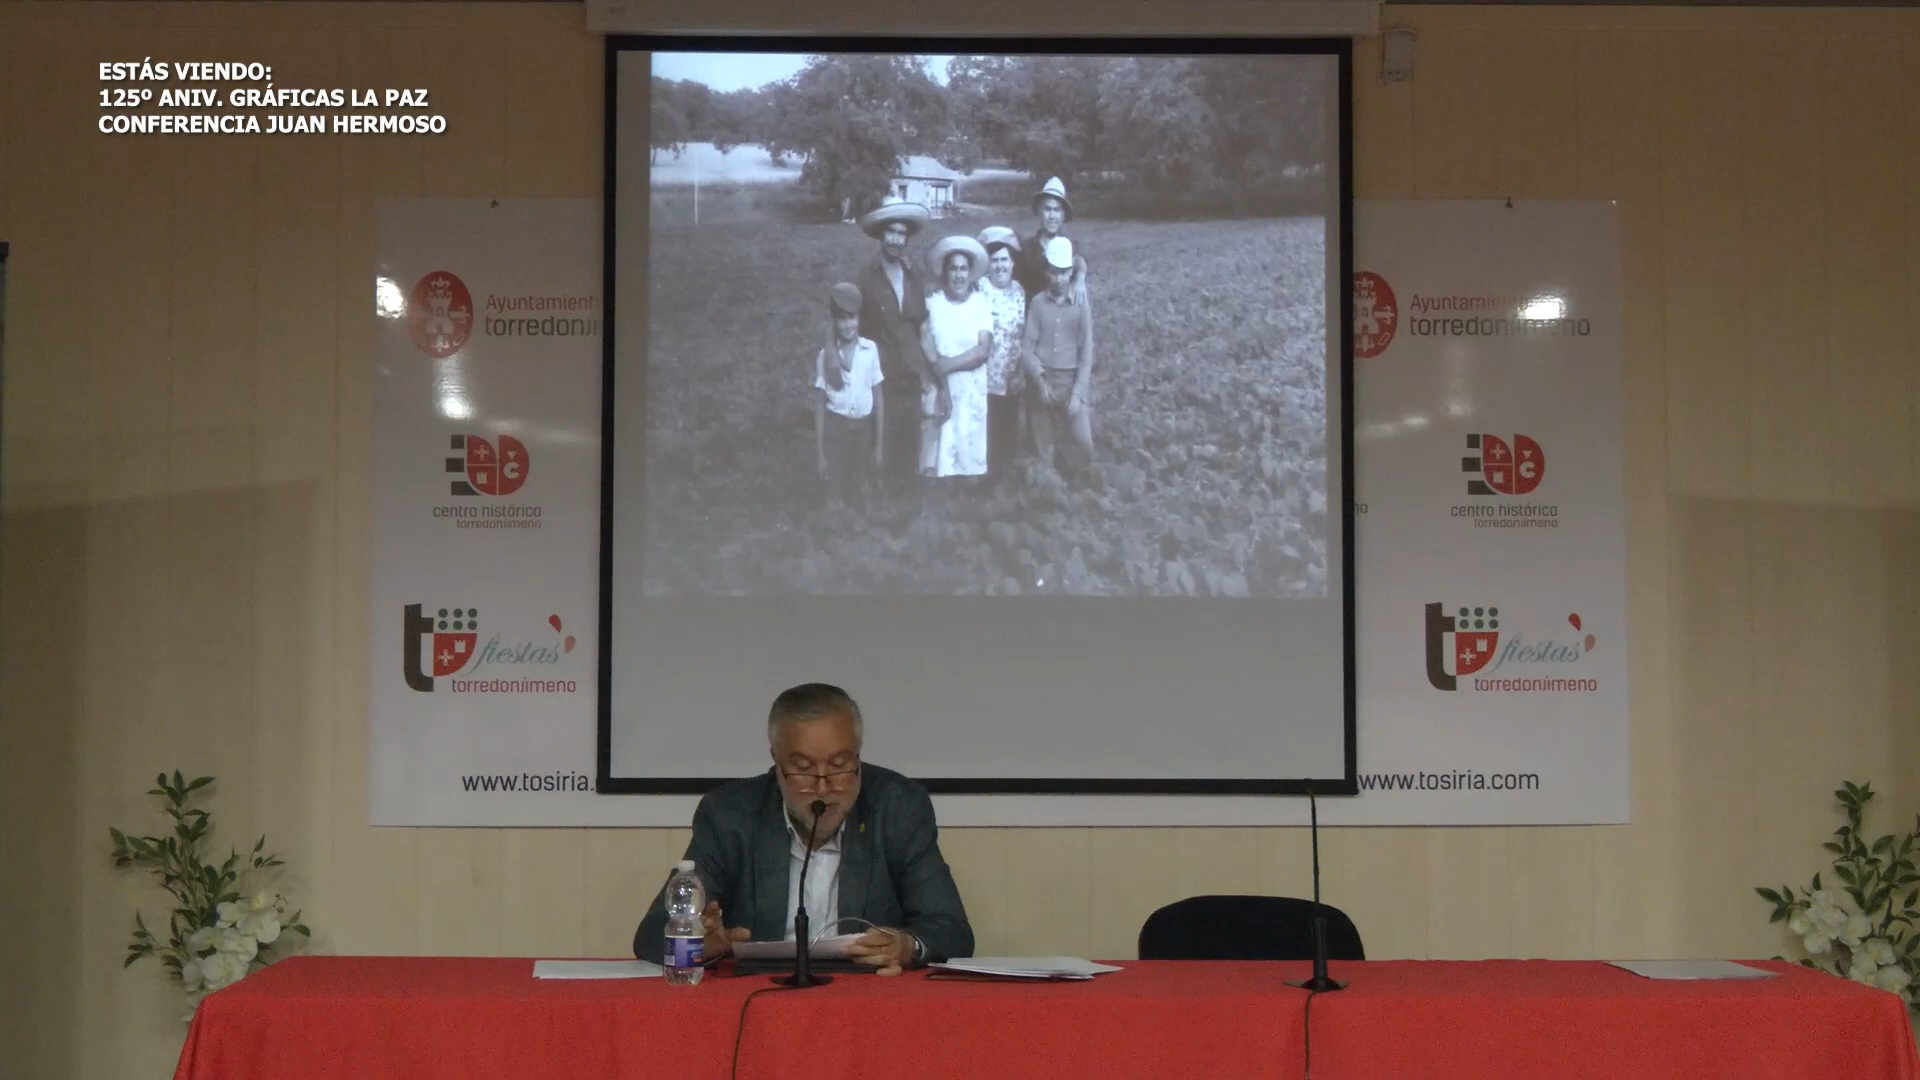 ESTÁS VIENDO:
125º ANIV. GRÁFICAS LA PAZ
CONFERENCIA JUAN HERMOSO
Ayuntamient
torredonji
Ayuntamiento
torredonjimeno
centro histórico
torredonjimeno
centro histórico
torredonjimeno
t fiestas
torredonjimeno
t fiestas
torredonjimeno
www.tosiria.
www.tosiria.com